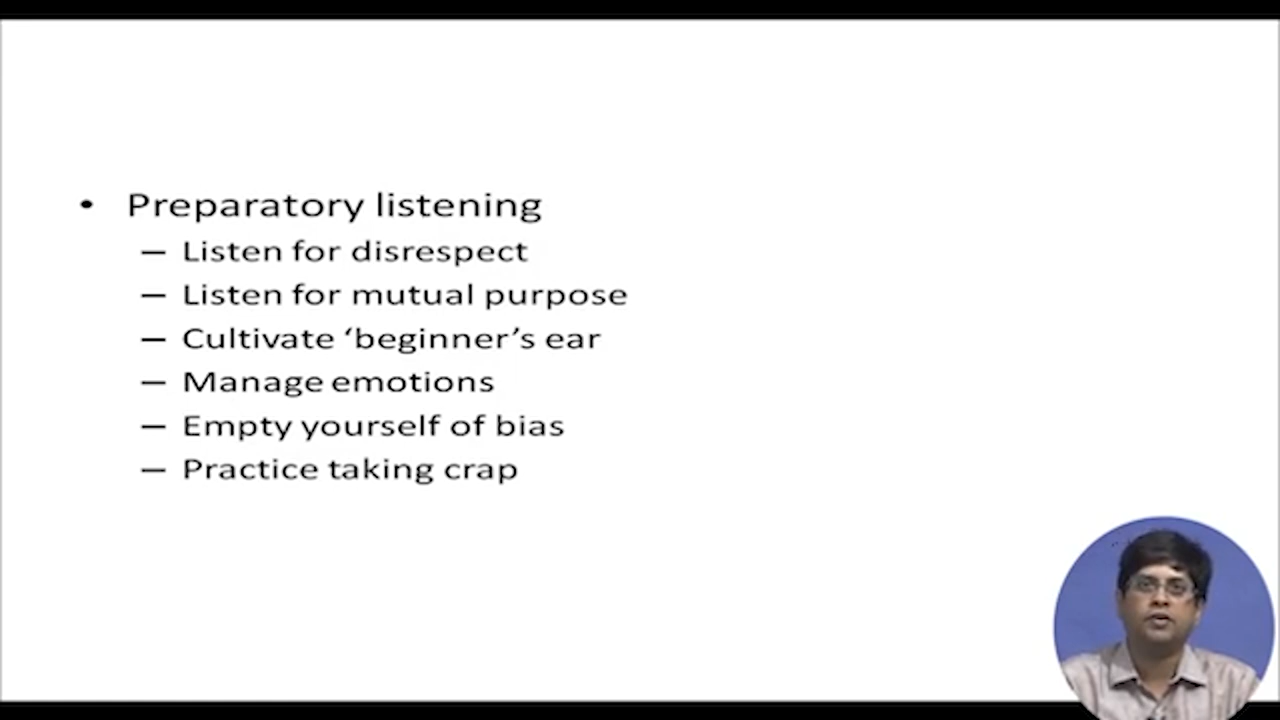 • Preparatory listening
– Listen for disrespect
– Listen for mutual purpose
– Cultivate ‘beginner’s ear
– Manage emotions
– Empty yourself of bias
– Practice taking crap